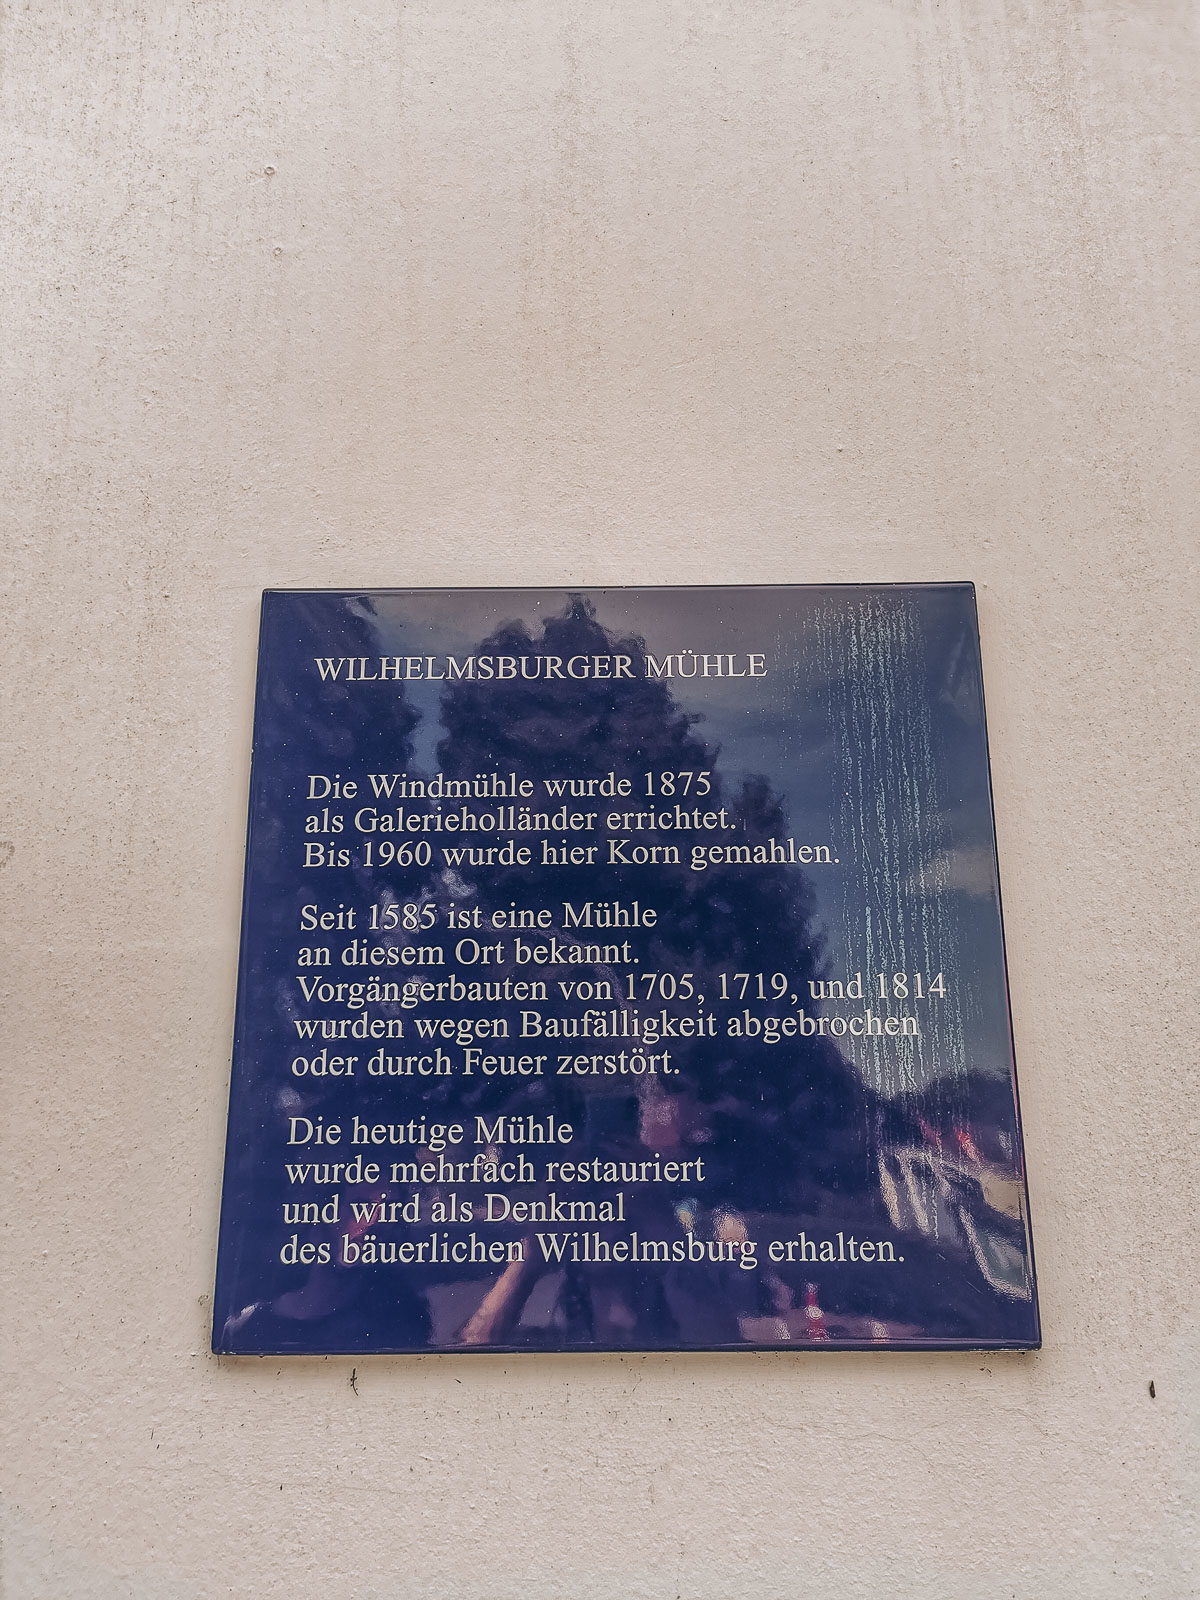 WILHELMSBURGER MÜHLE
Die Windmühle wurde 1875
als Galerieholländer errichtet.
Bis 1960 wurde hier Korn gemahlen.
Seit 1585 ist eine Mühle
an diesem Ort bekannt.
Vorgängerbauten von 1705, 1719, und 1814
wurden wegen Baufälligkeit abgebrochen
oder durch Feuer zerstört.
Die heutige Mühle
wurde mehrfach restauriert
und wird als Denkmal
des bäuerlichen Wilhelmsburg erhalten.